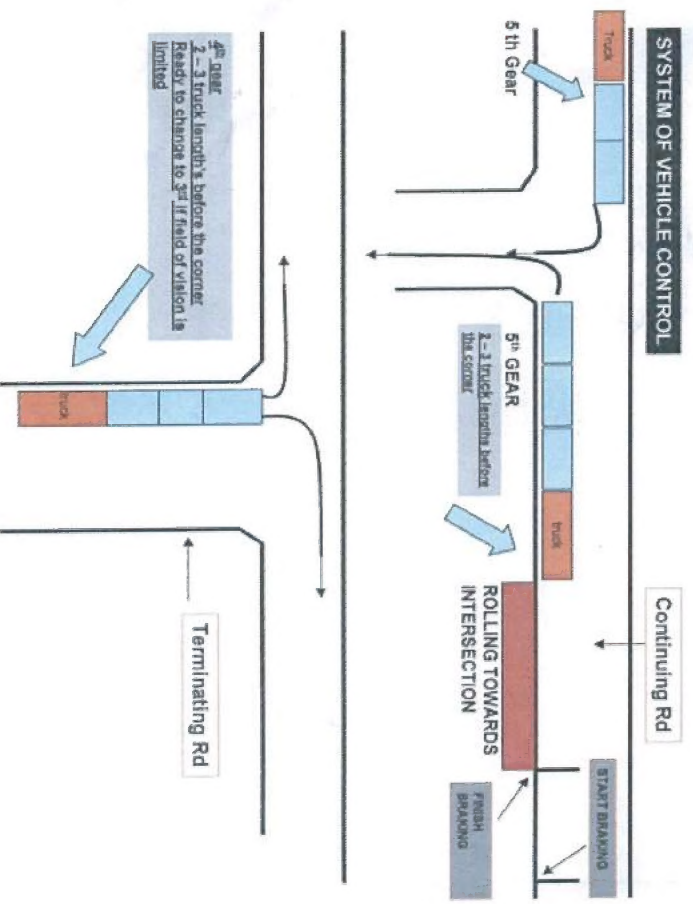 SYSTEM OF VEHICLE CONTROL
Truck
5 th Gear
Continuing Rd
START BRAKING
truck
5th GEAR
2 – 3 truck lengths before
the corner
ROLLING TOWARDS
INTERSECTION
FINISH
BRAKING
4th gear
2 – 3 truck length's before the corner
Ready to change to 3rd if field of vision is
limited
truck
Terminating Rd